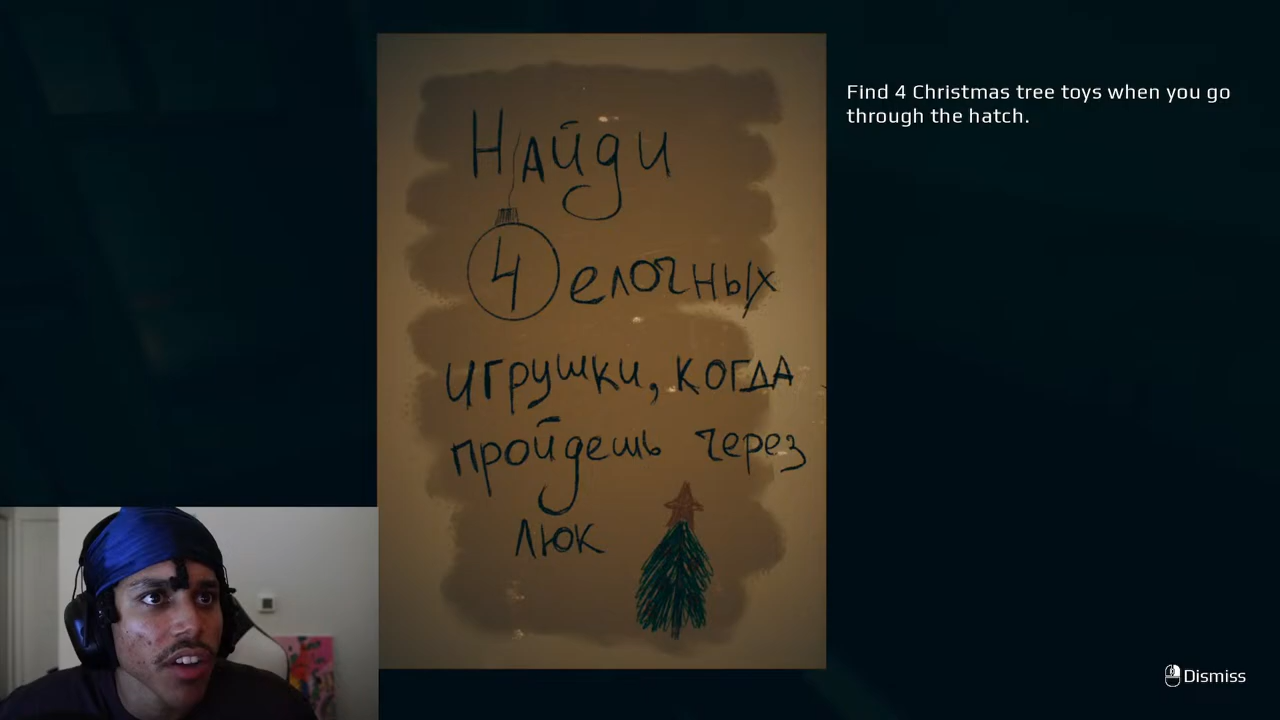 Найди
4 елочных
игрушки, когда
пройдешь через
люк
Find 4 Christmas tree toys when you go
through the hatch.
Dismiss